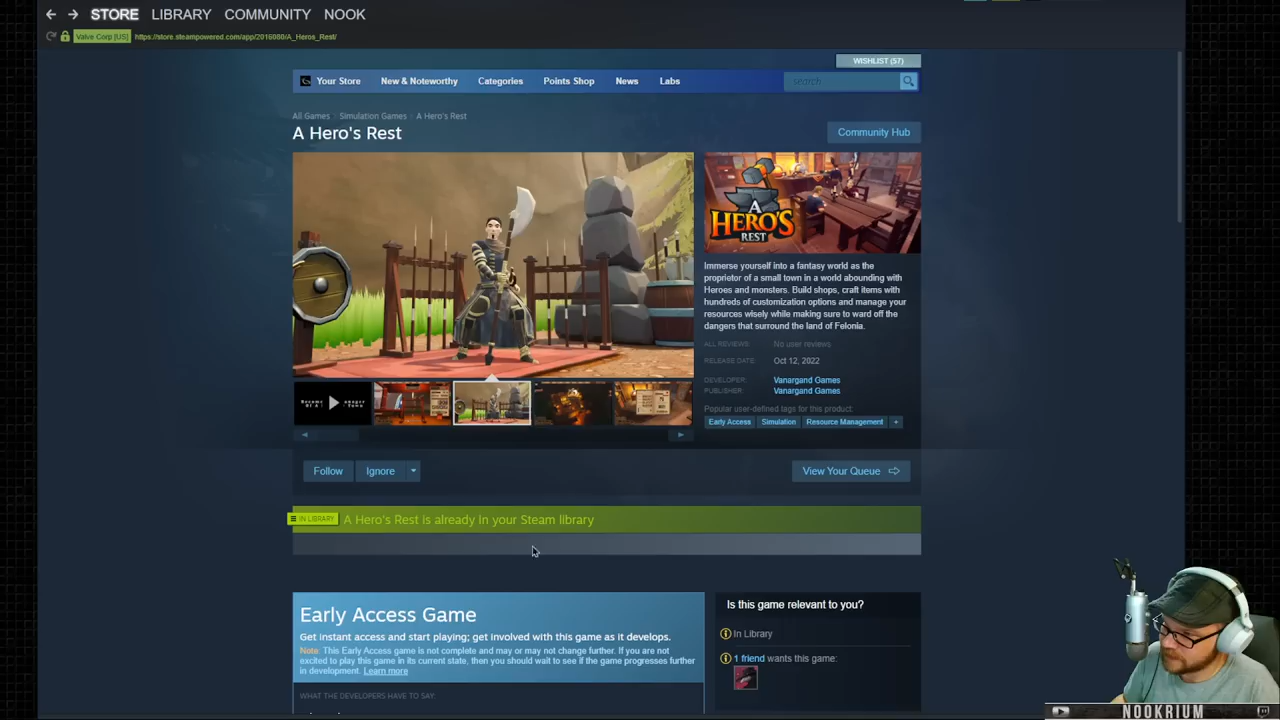 STORE LIBRARY COMMUNITY NOOK
Valve Corp [US] https://store.steampowered.com/app/2016080/A_Heros_Rest/
WISHLIST (57)
Your Store New & Noteworthy Categories Points Shop News Labs search
All Games Simulation Games A Hero's Rest
A Hero's Rest
Community Hub
A
HERO'S
REST
Immerse yourself into a fantasy world as the
proprietor of a small town in a world abounding with
Heroes and monsters. Build shops, craft items with
hundreds of customization options and manage your
resources wisely while making sure to ward off the
dangers that surround the land of Felonia.
ALL REVIEWS: No user reviews
RELEASE DATE: Oct 12, 2022
DEVELOPER: Vanargand Games
PUBLISHER: Vanargand Games
Popular user-defined tags for this product:
Early Access Simulation Resource Management +
Follow Ignore View Your Queue
IN LIBRARY A Hero's Rest is already in your Steam library
Early Access Game
Get instant access and start playing; get involved with this game as it develops.
Note: This Early Access game is not complete and may or may not change further. If you are
not excited to play this game in its current state, then you should wait to see if the game progresses further
in development. Learn more
WHAT THE DEVELOPERS HAVE TO SAY:
Is this game relevant to you?
In Library
1 friend wants this game:
NOOKRIUM